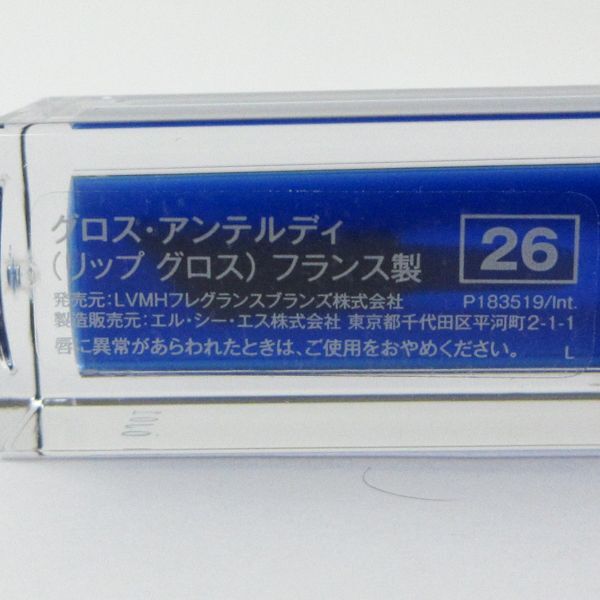 グロス・アンテルディ
(リップ グロス) フランス製
26
発売元:LVMHフレグランスブランズ株式会社
P183519/Int.
製造販売元:エル・シー・エス株式会社 東京都千代田区平河町2-1-1
唇に異常があらわれたときは、ご使用をおやめください。
L